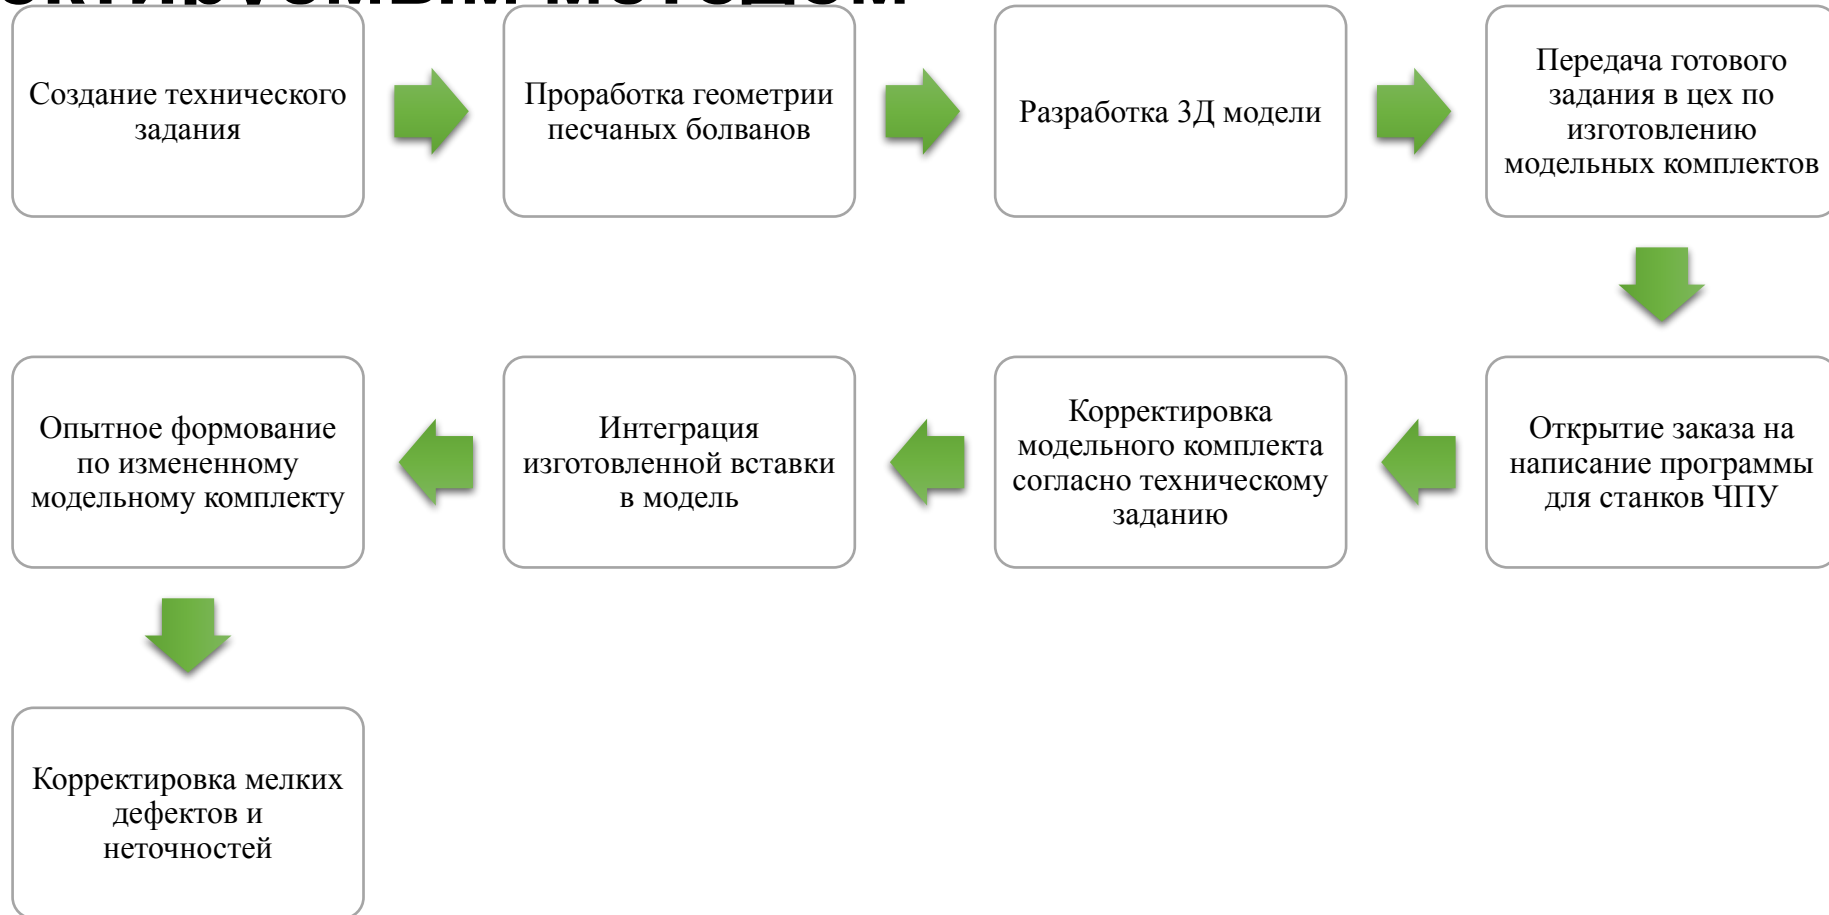 методом
Создание технического
задания
Проработка геометрии
песчаных болванов
Разработка 3Д модели
Передача готового
задания в цех по
изготовлению
модельных комплектов
Открытие заказа на
написание программы
для станков ЧПУ
Корректировка
модельного комплекта
согласно техническому
заданию
Интеграция
изготовленной вставки
в модель
Опытное формование
по измененному
модельному комплекту
Корректировка мелких
дефектов и
неточностей